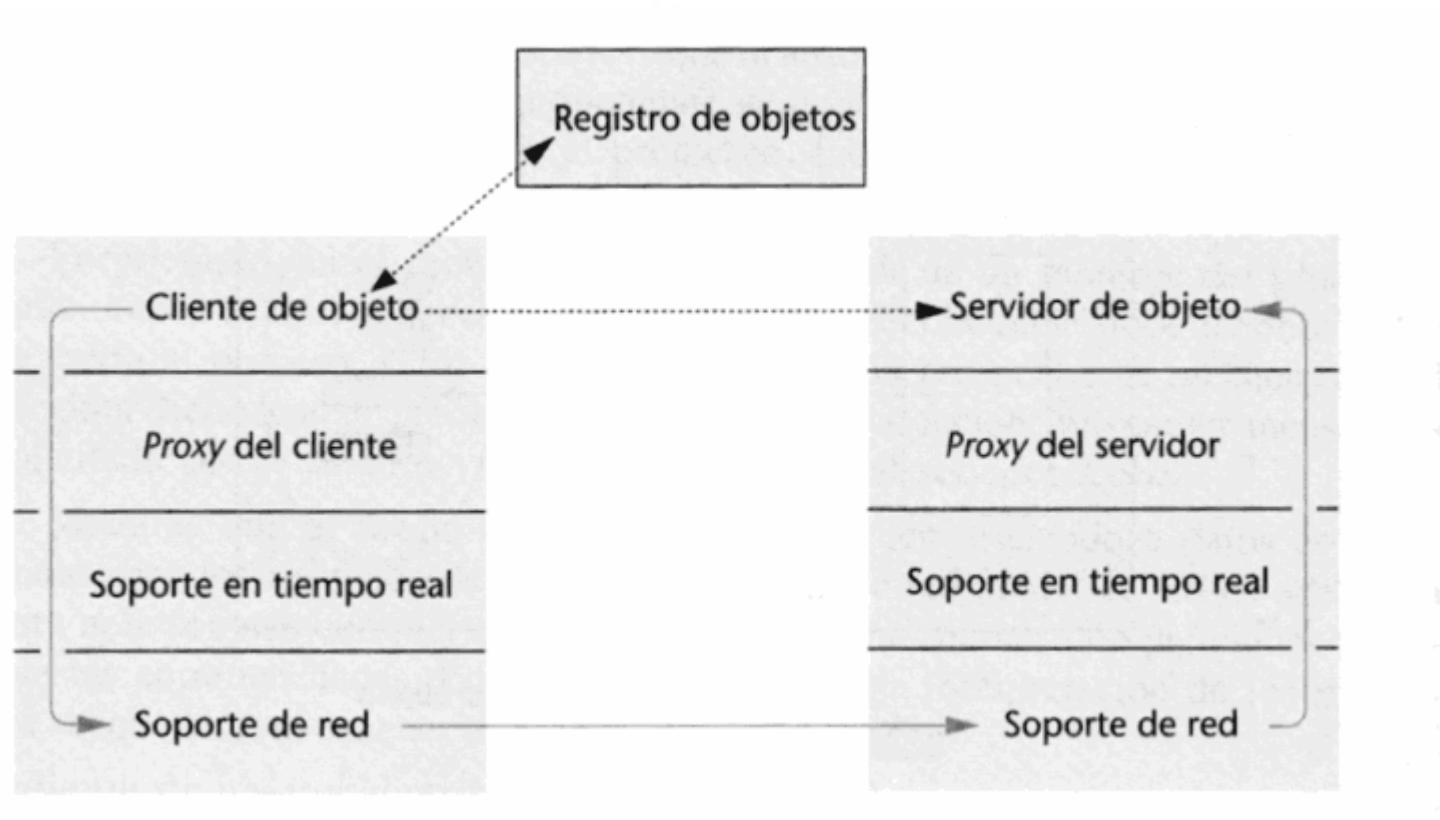 Registro de objetos
Cliente de objeto
Servidor de objeto
Proxy del cliente
Proxy del servidor
Soporte en tiempo real
Soporte en tiempo real
Soporte de red
Soporte de red